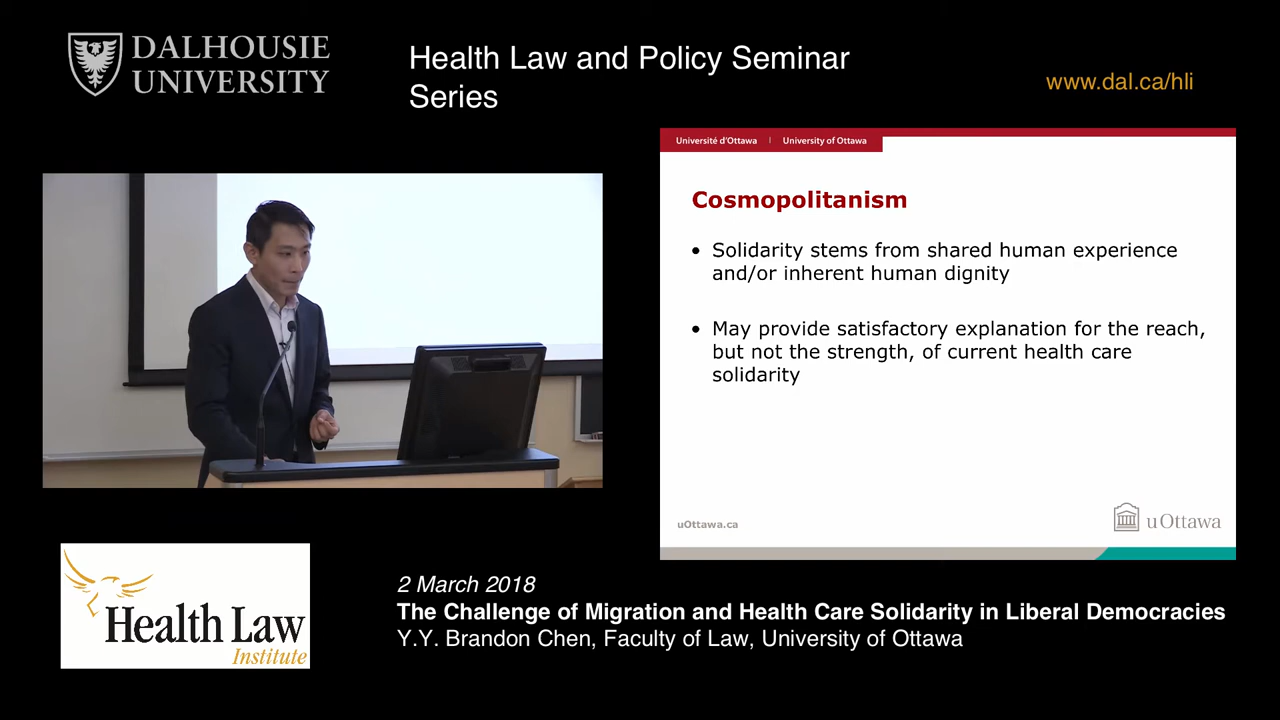 DALHOUSIE
UNIVERSITY
Health Law and Policy Seminar
Series
www.dal.ca/hli
Université d'Ottawa | University of Ottawa
Cosmopolitanism
• Solidarity stems from shared human experience
and/or inherent human dignity
• May provide satisfactory explanation for the reach,
but not the strength, of current health care
solidarity
uOttawa.ca
uOttawa
Health Law
Institute
2 March 2018
The Challenge of Migration and Health Care Solidarity in Liberal Democracies
Y.Y. Brandon Chen, Faculty of Law, University of Ottawa